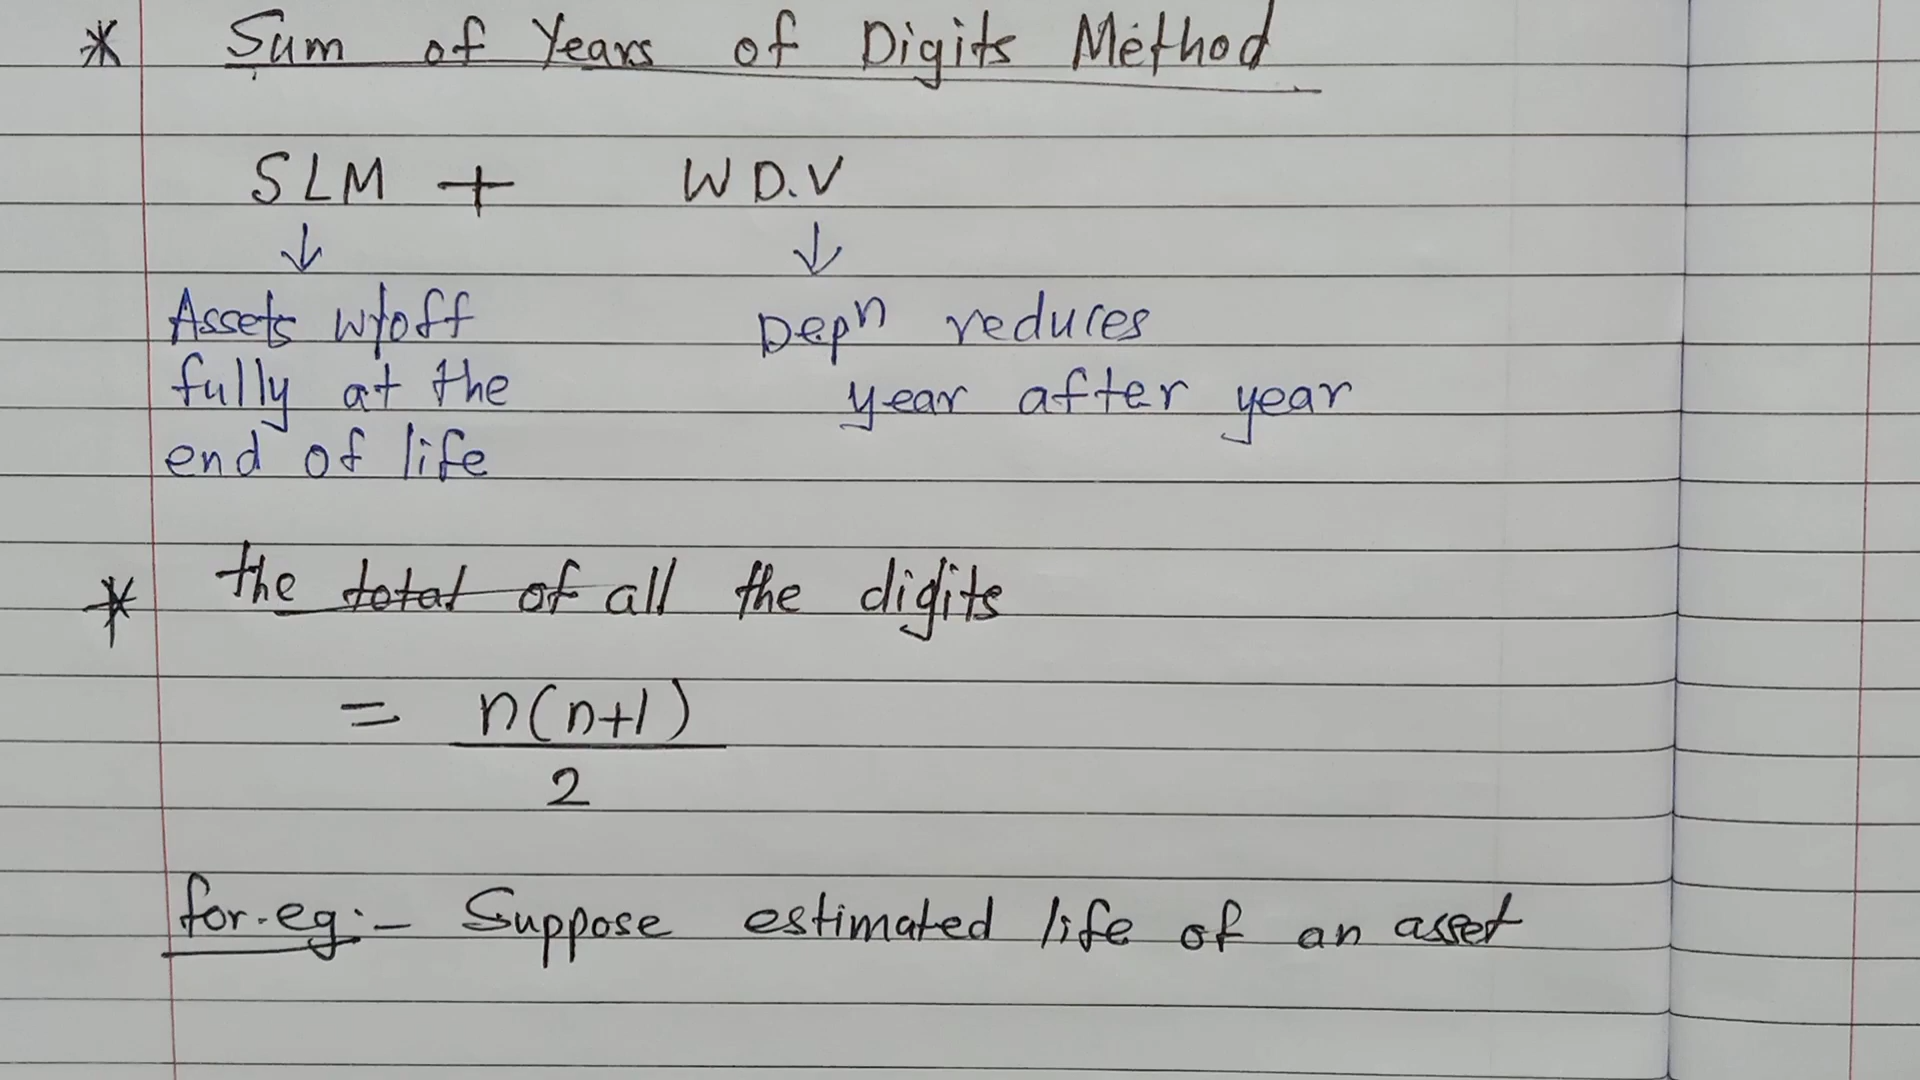 * Sum of Years of Digits Method
SLM + W D.V
↓ ↓
Assets w/off
fully at the
end of life
Depⁿ reduces
year after year
* the total of all the digits
= n(n+1)
2
for.eg:- Suppose estimated life of an asset